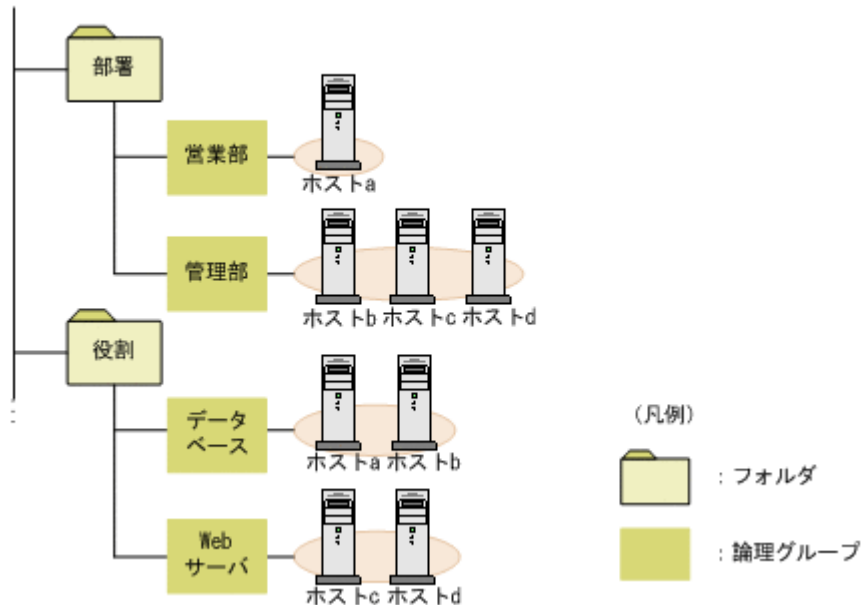 部署
営業部
ホストa
管理部
ホストb ホストc ホストd
役割
データ
ベース
ホストa ホストb
Web
サーバ
ホストc ホストd
(凡例)
:フォルダ
:論理グループ